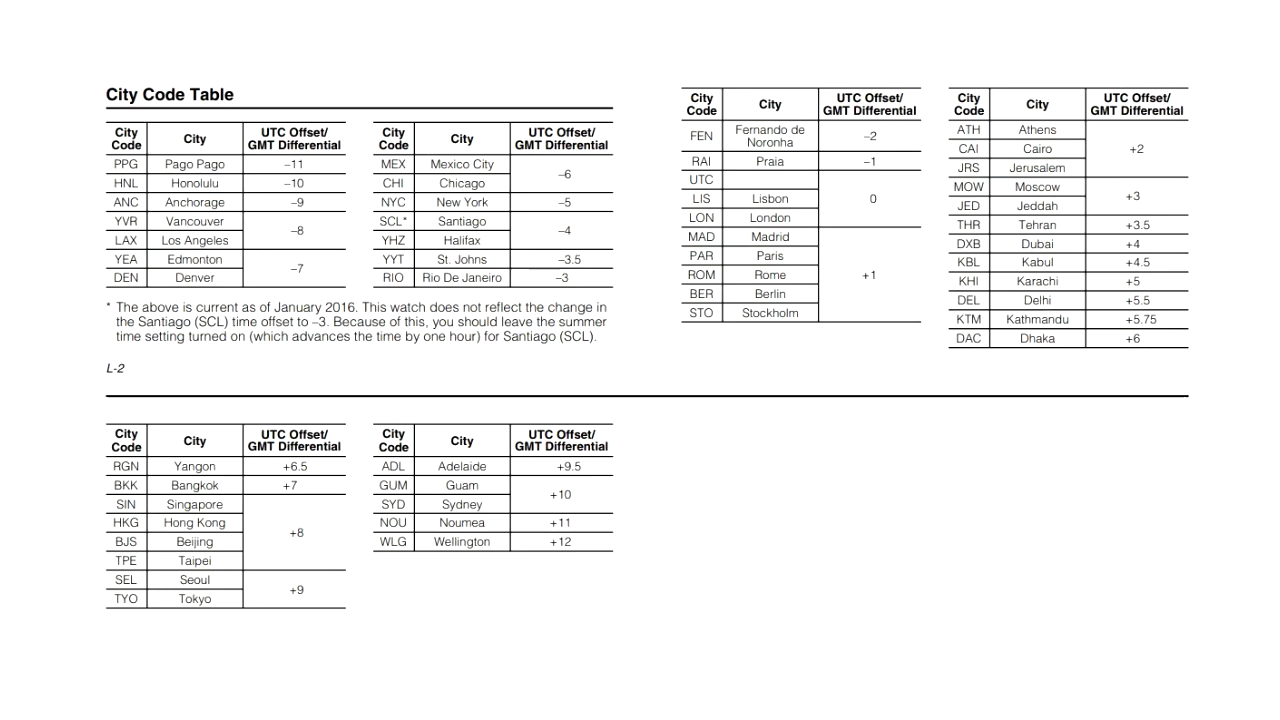 City Code Table
City Code City UTC Offset/ GMT Differential
PPG Pago Pago –11
HNL Honolulu –10
ANC Anchorage –9
YVR Vancouver –8
LAX Los Angeles
YEA Edmonton –7
DEN Denver
City Code City UTC Offset/ GMT Differential
MEX Mexico City –6
CHI Chicago
NYC New York –5
SCL* Santiago –4
YHZ Halifax
YYT St. Johns –3.5
RIO Rio De Janeiro –3
* The above is current as of January 2016. This watch does not reflect the change in
the Santiago (SCL) time offset to –3. Because of this, you should leave the summer
time setting turned on (which advances the time by one hour) for Santiago (SCL).
L-2
City Code City UTC Offset/ GMT Differential
FEN Fernando de Noronha –2
RAI Praia –1
UTC 0
LIS Lisbon
LON London
MAD Madrid +1
PAR Paris
ROM Rome
BER Berlin
STO Stockholm
City Code City UTC Offset/ GMT Differential
ATH Athens +2
CAI Cairo
JRS Jerusalem
MOW Moscow +3
JED Jeddah
THR Tehran +3.5
DXB Dubai +4
KBL Kabul +4.5
KHI Karachi +5
DEL Delhi +5.5
KTM Kathmandu +5.75
DAC Dhaka +6
City Code City UTC Offset/ GMT Differential
RGN Yangon +6.5
BKK Bangkok +7
SIN Singapore +8
HKG Hong Kong
BJS Beijing
TPE Taipei
SEL Seoul +9
TYO Tokyo
City Code City UTC Offset/ GMT Differential
ADL Adelaide +9.5
GUM Guam +10
SYD Sydney
NOU Noumea +11
WLG Wellington +12